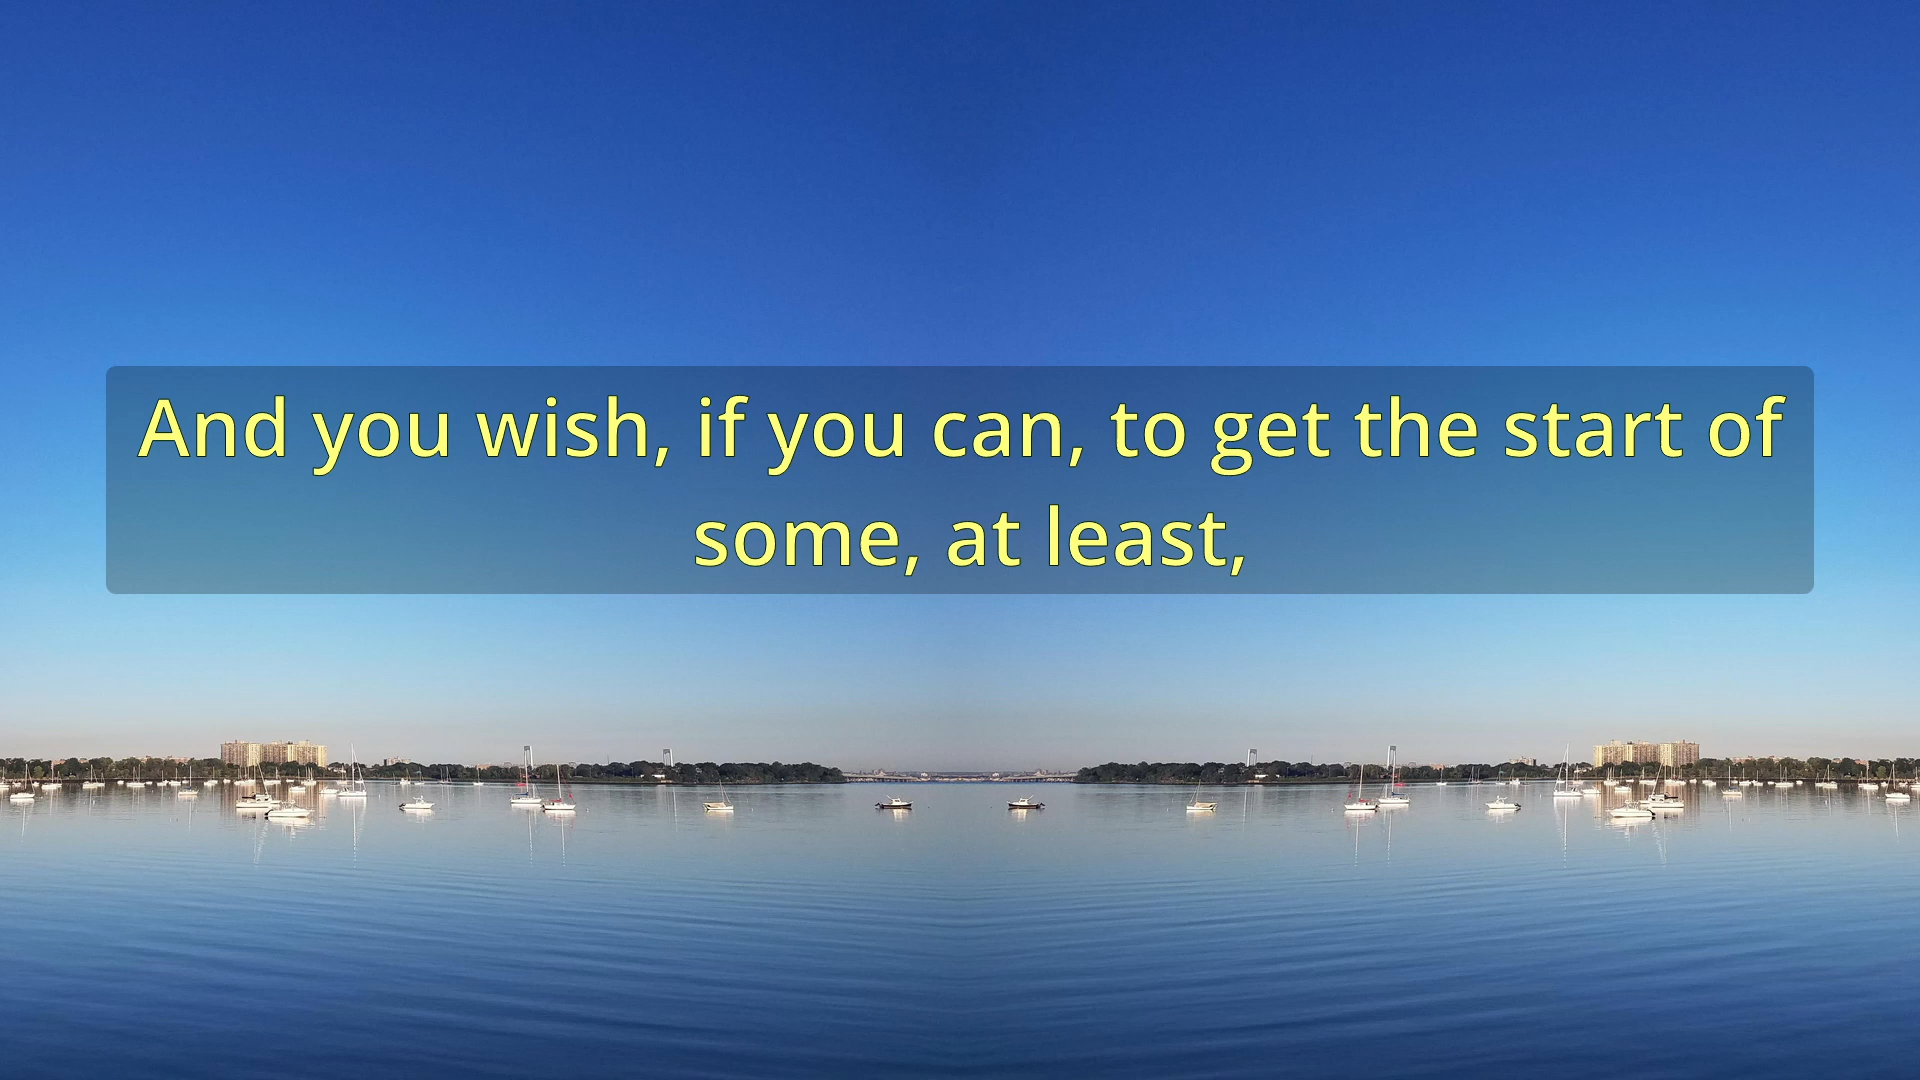 And you wish, if you can, to get the start of
some, at least,